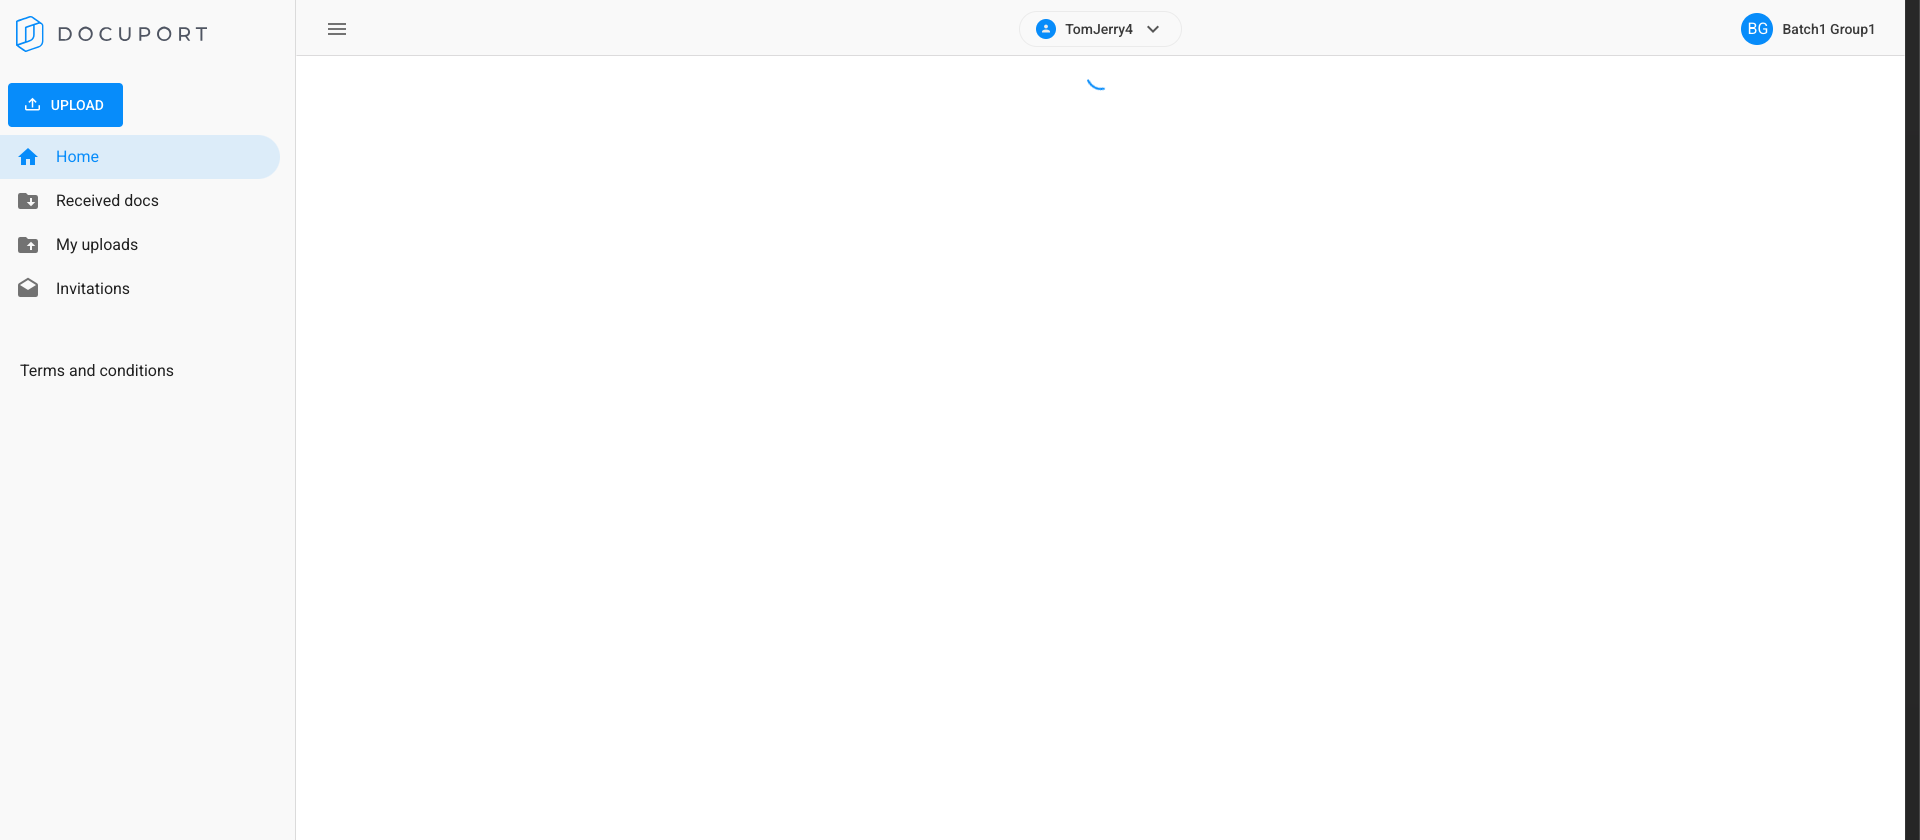 DOCUPORT
TomJerry4
BG Batch1 Group1
UPLOAD
Home
Received docs
My uploads
Invitations
Terms and conditions